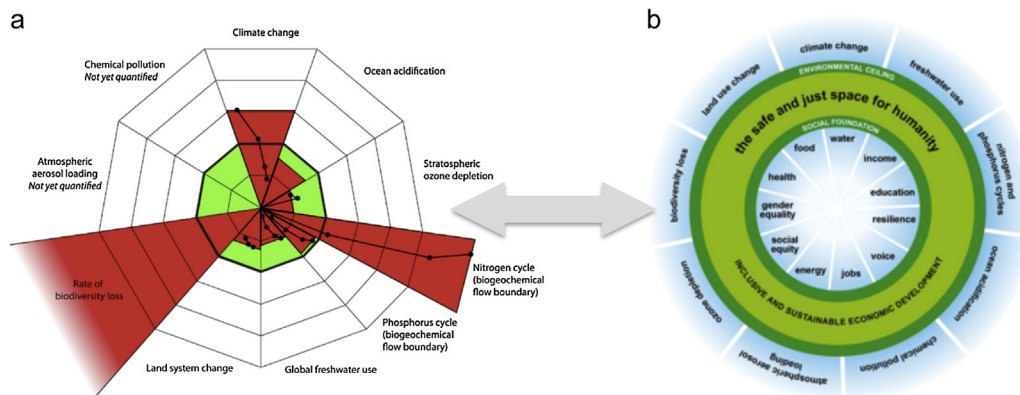 a
Climate change
Chemical pollution
Not yet quantified
Ocean acidification
Atmospheric
aerosol loading
Not yet quantified
Stratospheric
ozone depletion
Rate of
biodiversity loss
Nitrogen cycle
(biogeochemical
flow boundary)
Phosphorus cycle
(biogeochemical
flow boundary)
Land system change
Global freshwater use
b
climate change
freshwater use
nitrogen and
phosphorus cycles
ocean acidification
chemical pollution
atmospheric aerosol
loading
ozone depletion
biodiversity loss
land use change
ENVIRONMENTAL CEILING
the safe and just space for humanity
SOCIAL FOUNDATION
water
income
education
resilience
voice
jobs
energy
social
equity
gender
equality
health
food
INCLUSIVE AND SUSTAINABLE ECONOMIC DEVELOPMENT